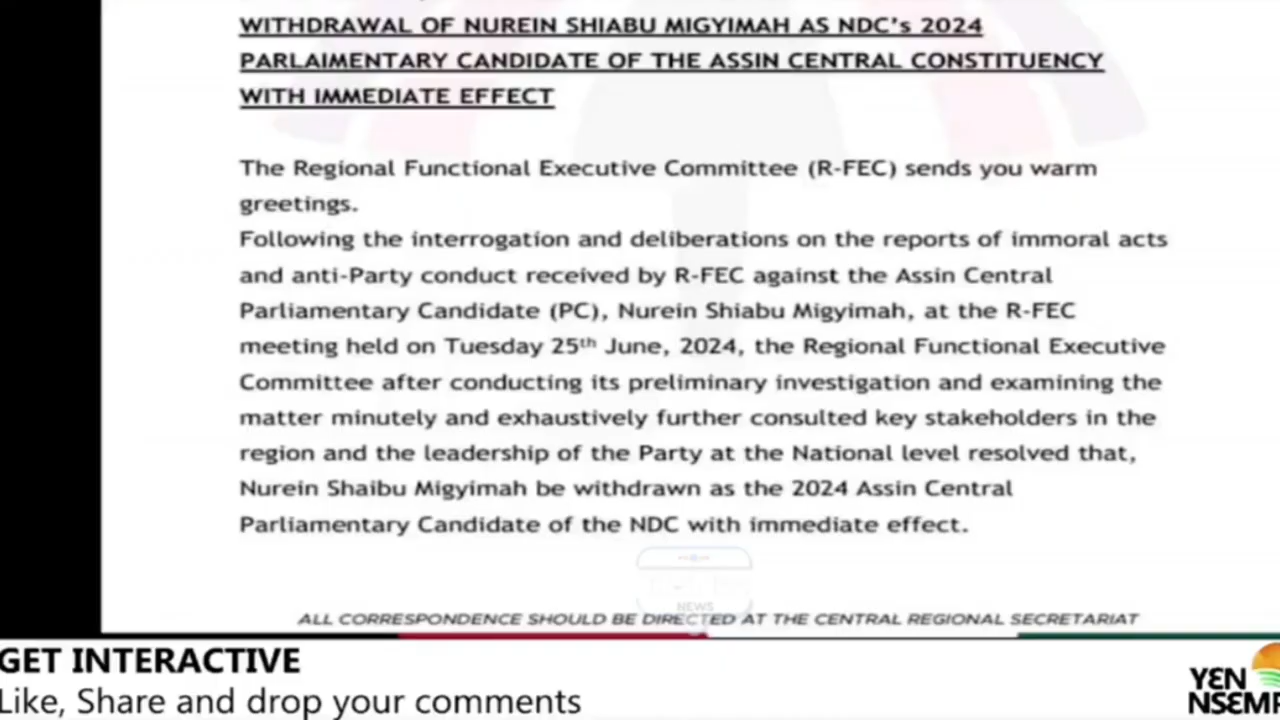 WITHDRAWAL OF NUREIN SHIABU MIGYIMAH AS NDC's 2024
PARLAIMENTARY CANDIDATE OF THE ASSIN CENTRAL CONSTITUENCY
WITH IMMEDIATE EFFECT
The Regional Functional Executive Committee (R-FEC) sends you warm
greetings.
Following the interrogation and deliberations on the reports of immoral acts
and anti-Party conduct received by R-FEC against the Assin Central
Parliamentary Candidate (PC), Nurein Shiabu Migyimah, at the R-FEC
meeting held on Tuesday 25th June, 2024, the Regional Functional Executive
Committee after conducting its preliminary investigation and examining the
matter minutely and exhaustively further consulted key stakeholders in the
region and the leadership of the Party at the National level resolved that,
Nurein Shaibu Migyimah be withdrawn as the 2024 Assin Central
Parliamentary Candidate of the NDC with immediate effect.
NEWS
ALL CORRESPONDENCE SHOULD BE DIRECTED AT THE CENTRAL REGIONAL SECRETARIAT
GET INTERACTIVE
Like, Share and drop your comments
YƐN